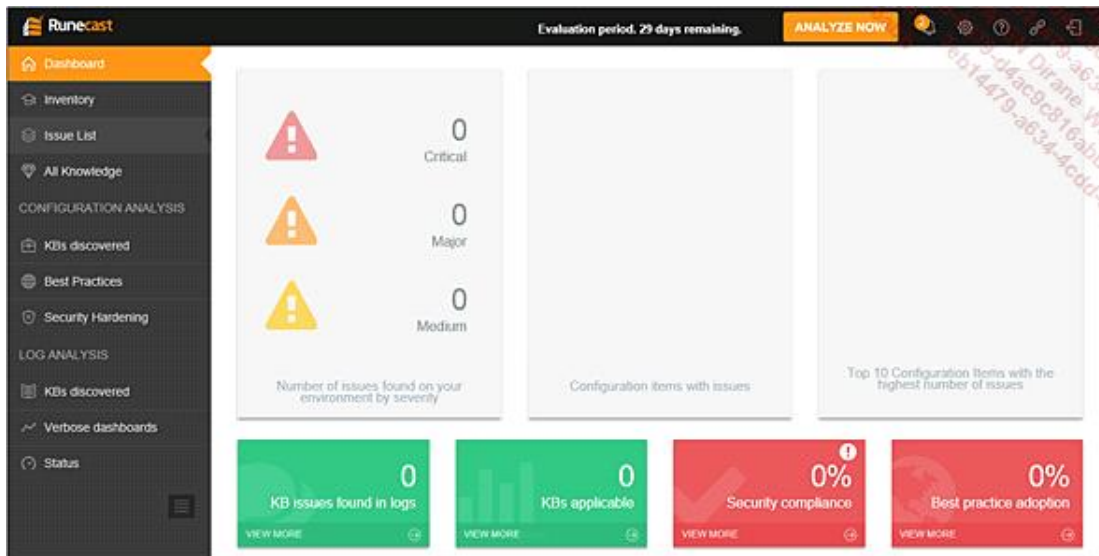 Runecast
Evaluation period. 29 days remaining.
ANALYZE NOW
Dashboard
Inventory
Issue List
All Knowledge
CONFIGURATION ANALYSIS
KBs discovered
Best Practices
Security Hardening
LOG ANALYSIS
KBs discovered
Verbose dashboards
Status
0
Critical
0
Major
0
Medium
Number of issues found on your
environment by severity
Configuration items with issues
Top 10 Configuration Items with the
highest number of issues
0
KB issues found in logs
VIEW MORE
0
KBs applicable
VIEW MORE
0%
Security compliance
VIEW MORE
0%
Best practice adoption
VIEW MORE